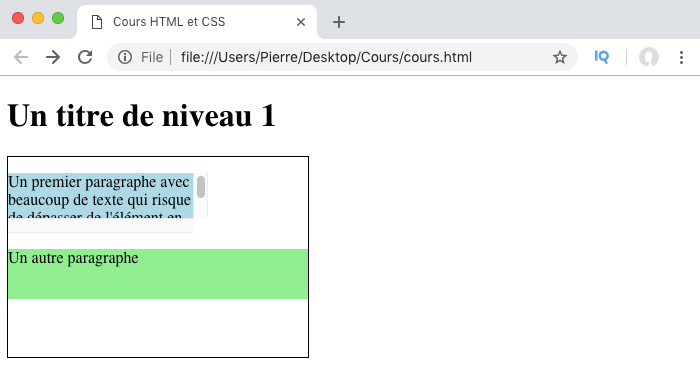 Cours HTML et CSS
File | file:///Users/Pierre/Desktop/Cours/cours.html
IQ
Un titre de niveau 1
Un premier paragraphe avec
beaucoup de texte qui risque
de dépasser de l'élément en
Un autre paragraphe